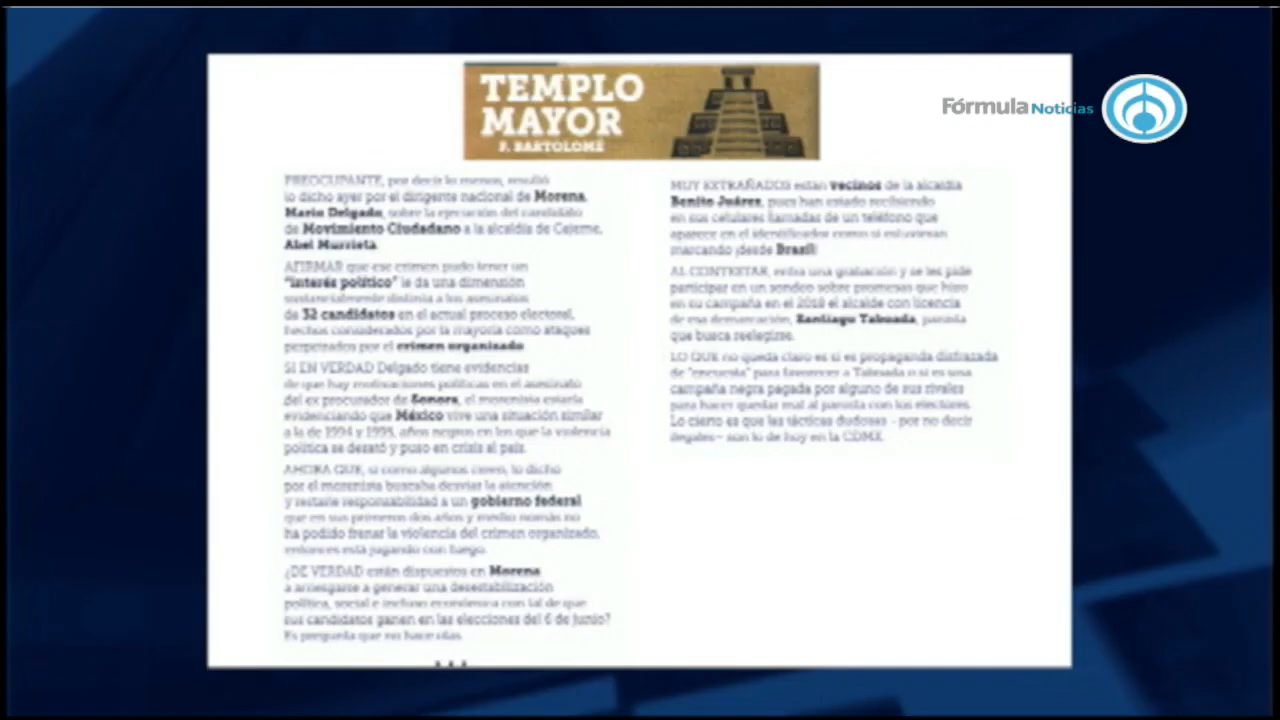 TEMPLO
MAYOR
F. BARTOLOMÉ
Fórmula Noticias
PREOCUPANTE, por decir lo menos, resultó
lo dicho ayer por el dirigente nacional de Morena,
Mario Delgado, sobre la ejecución del candidato
de Movimiento Ciudadano a la alcaldía de Cajeme,
Abel Murrieta.
AFIRMAR que ese crimen pudo tener un
"interés político" le da una dimensión
sustancialmente distinta a los asesinatos
de 32 candidatos en el actual proceso electoral,
hechos considerados por la mayoría como ataques
perpetrados por el crimen organizado.
SI EN VERDAD Delgado tiene evidencias
de que hay motivaciones políticas en el asesinato
del ex procurador de Sonora, el morenista estaría
evidenciando que México vive una situación similar
a la de 1994 y 1995, años negros en los que la violencia
política se desató y puso en crisis al país.
AHORA QUE, si como algunos creen, lo dicho
por el morenista buscaba desviar la atención
y restarle responsabilidad a un gobierno federal
que en sus primeros dos años y medio nomás no
ha podido frenar la violencia del crimen organizado,
entonces está jugando con fuego.
¿DE VERDAD están dispuestos en Morena
a arriesgarse a generar una desestabilización
política, social e incluso económica con tal de que
sus candidatos ganen en las elecciones del 6 de junio?
Es pregunta que no hace olas.
MUY EXTRAÑADOS están vecinos de la alcaldía
Benito Juárez, pues han estado recibiendo
en sus celulares llamadas de un teléfono que
aparece en el identificador como si estuvieran
marcando ¡desde Brazil!
AL CONTESTAR, entra una grabación y se les pide
participar en un sondeo sobre promesas que hizo
en su campaña en el 2018 el alcalde con licencia
de esa demarcación, Santiago Taboada, panista
que busca reelegirse.
LO QUE no queda claro es si es propaganda disfrazada
de "encuesta" para favorecer a Taboada o si es una
campaña negra pagada por alguno de sus rivales
para hacer quedar mal al panista con los electores.
Lo cierto es que las tácticas dudosas - por no decir
ilegales- son lo de hoy en la CDMX.